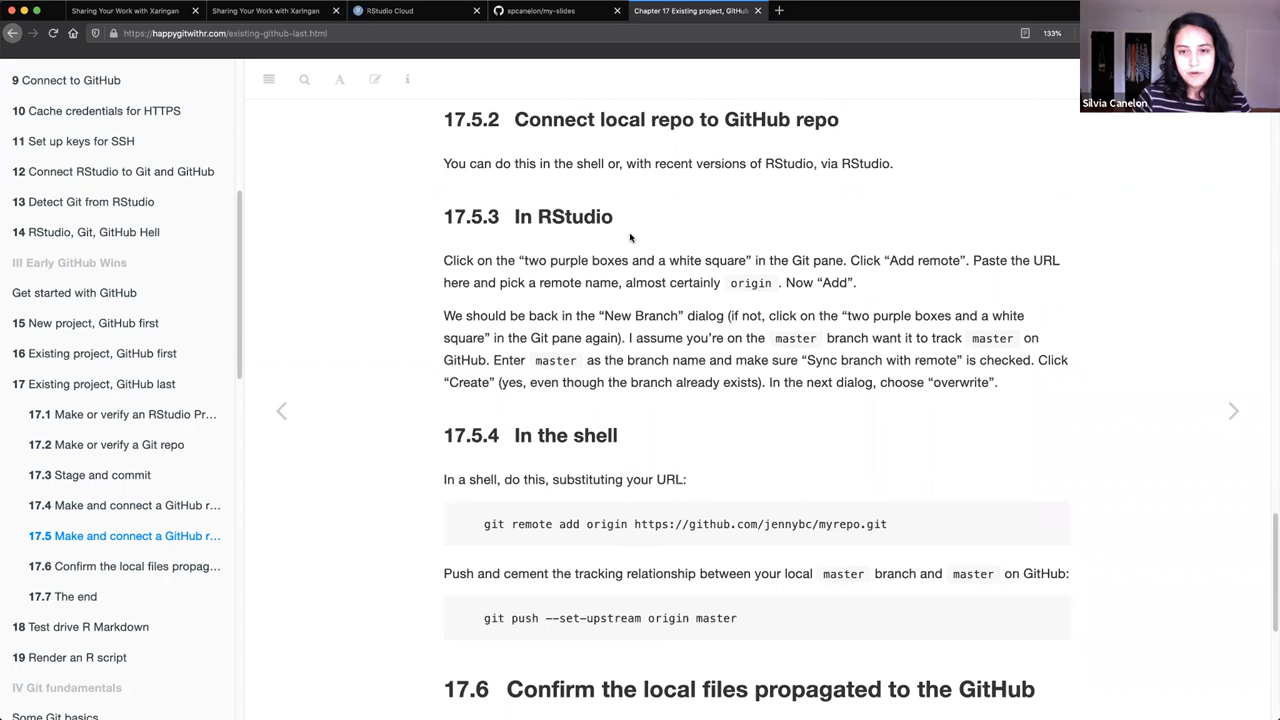 Sharing Your Work with Xaringan
Sharing Your Work with Xaringan
RStudio Cloud
spcanelon/my-slides
Chapter 17 Existing project, GitHub
https://happygitwithr.com/existing-github-last.html
133%
Silvia Canelon
9 Connect to GitHub
10 Cache credentials for HTTPS
11 Set up keys for SSH
12 Connect RStudio to Git and GitHub
13 Detect Git from RStudio
14 RStudio, Git, GitHub Hell
III Early GitHub Wins
Get started with GitHub
15 New project, GitHub first
16 Existing project, GitHub first
17 Existing project, GitHub last
17.1 Make or verify an RStudio Pr...
17.2 Make or verify a Git repo
17.3 Stage and commit
17.4 Make and connect a GitHub r...
17.5 Make and connect a GitHub r...
17.6 Confirm the local files propag...
17.7 The end
18 Test drive R Markdown
19 Render an R script
IV Git fundamentals
Some Git basics
17.5.2 Connect local repo to GitHub repo
You can do this in the shell or, with recent versions of RStudio, via RStudio.
17.5.3 In RStudio
Click on the “two purple boxes and a white square” in the Git pane. Click “Add remote”. Paste the URL
here and pick a remote name, almost certainly origin . Now “Add”.
We should be back in the “New Branch” dialog (if not, click on the “two purple boxes and a white
square” in the Git pane again). I assume you’re on the master branch want it to track master on
GitHub. Enter master as the branch name and make sure “Sync branch with remote” is checked. Click
“Create” (yes, even though the branch already exists). In the next dialog, choose “overwrite”.
17.5.4 In the shell
In a shell, do this, substituting your URL:
git remote add origin https://github.com/jennybc/myrepo.git
Push and cement the tracking relationship between your local master branch and master on GitHub:
git push --set-upstream origin master
17.6 Confirm the local files propagated to the GitHub